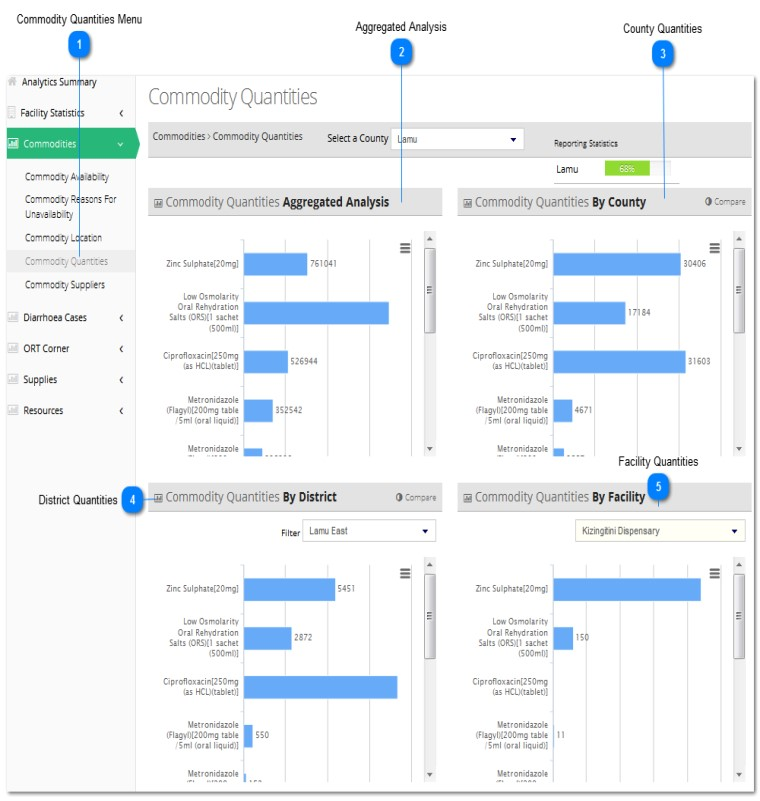 Commodity Quantities Menu
Aggregated Analysis
County Quantities
1
2
3
Analytics Summary
Facility Statistics
Commodities
Commodity Availability
Commodity Reasons For
Unavailability
Commodity Location
Commodity Quantities
Commodity Suppliers
Diarrhoea Cases
ORT Corner
Supplies
Resources
Commodity Quantities
Commodities > Commodity Quantities
Select a County
Lamu
Reporting Statistics
Lamu
68%
Commodity Quantities Aggregated Analysis
Zinc Sulphate[20mg]
761041
Low Osmolarity
Oral Rehydration
Salts (ORS)[1 sachet
(500ml)]
Ciprofloxacin[250mg
(as HCL)(tablet)]
526944
Metronidazole
(Flagyl)[200mg table
/5ml (oral liquid)]
352542
Metronidazole
Commodity Quantities By County
Compare
Zinc Sulphate[20mg]
30406
Low Osmolarity
Oral Rehydration
Salts (ORS)[1 sachet
(500ml)]
17184
Ciprofloxacin[250mg
(as HCL)(tablet)]
31603
Metronidazole
(Flagyl)[200mg table
/5ml (oral liquid)]
4671
Metronidazole
District Quantities
4
Commodity Quantities By District
Compare
Filter
Lamu East
Zinc Sulphate[20mg]
5451
Low Osmolarity
Oral Rehydration
Salts (ORS)[1 sachet
(500ml)]
2872
Ciprofloxacin[250mg
(as HCL)(tablet)]
Metronidazole
(Flagyl)[200mg table
/5ml (oral liquid)]
550
Metronidazole
Facility Quantities
5
Commodity Quantities By Facility
Kizingitini Dispensary
Zinc Sulphate[20mg]
Low Osmolarity
Oral Rehydration
Salts (ORS)[1 sachet
(500ml)]
150
Ciprofloxacin[250mg
(as HCL)(tablet)]
Metronidazole
(Flagyl)[200mg table
/5ml (oral liquid)]
11
Metronidazole